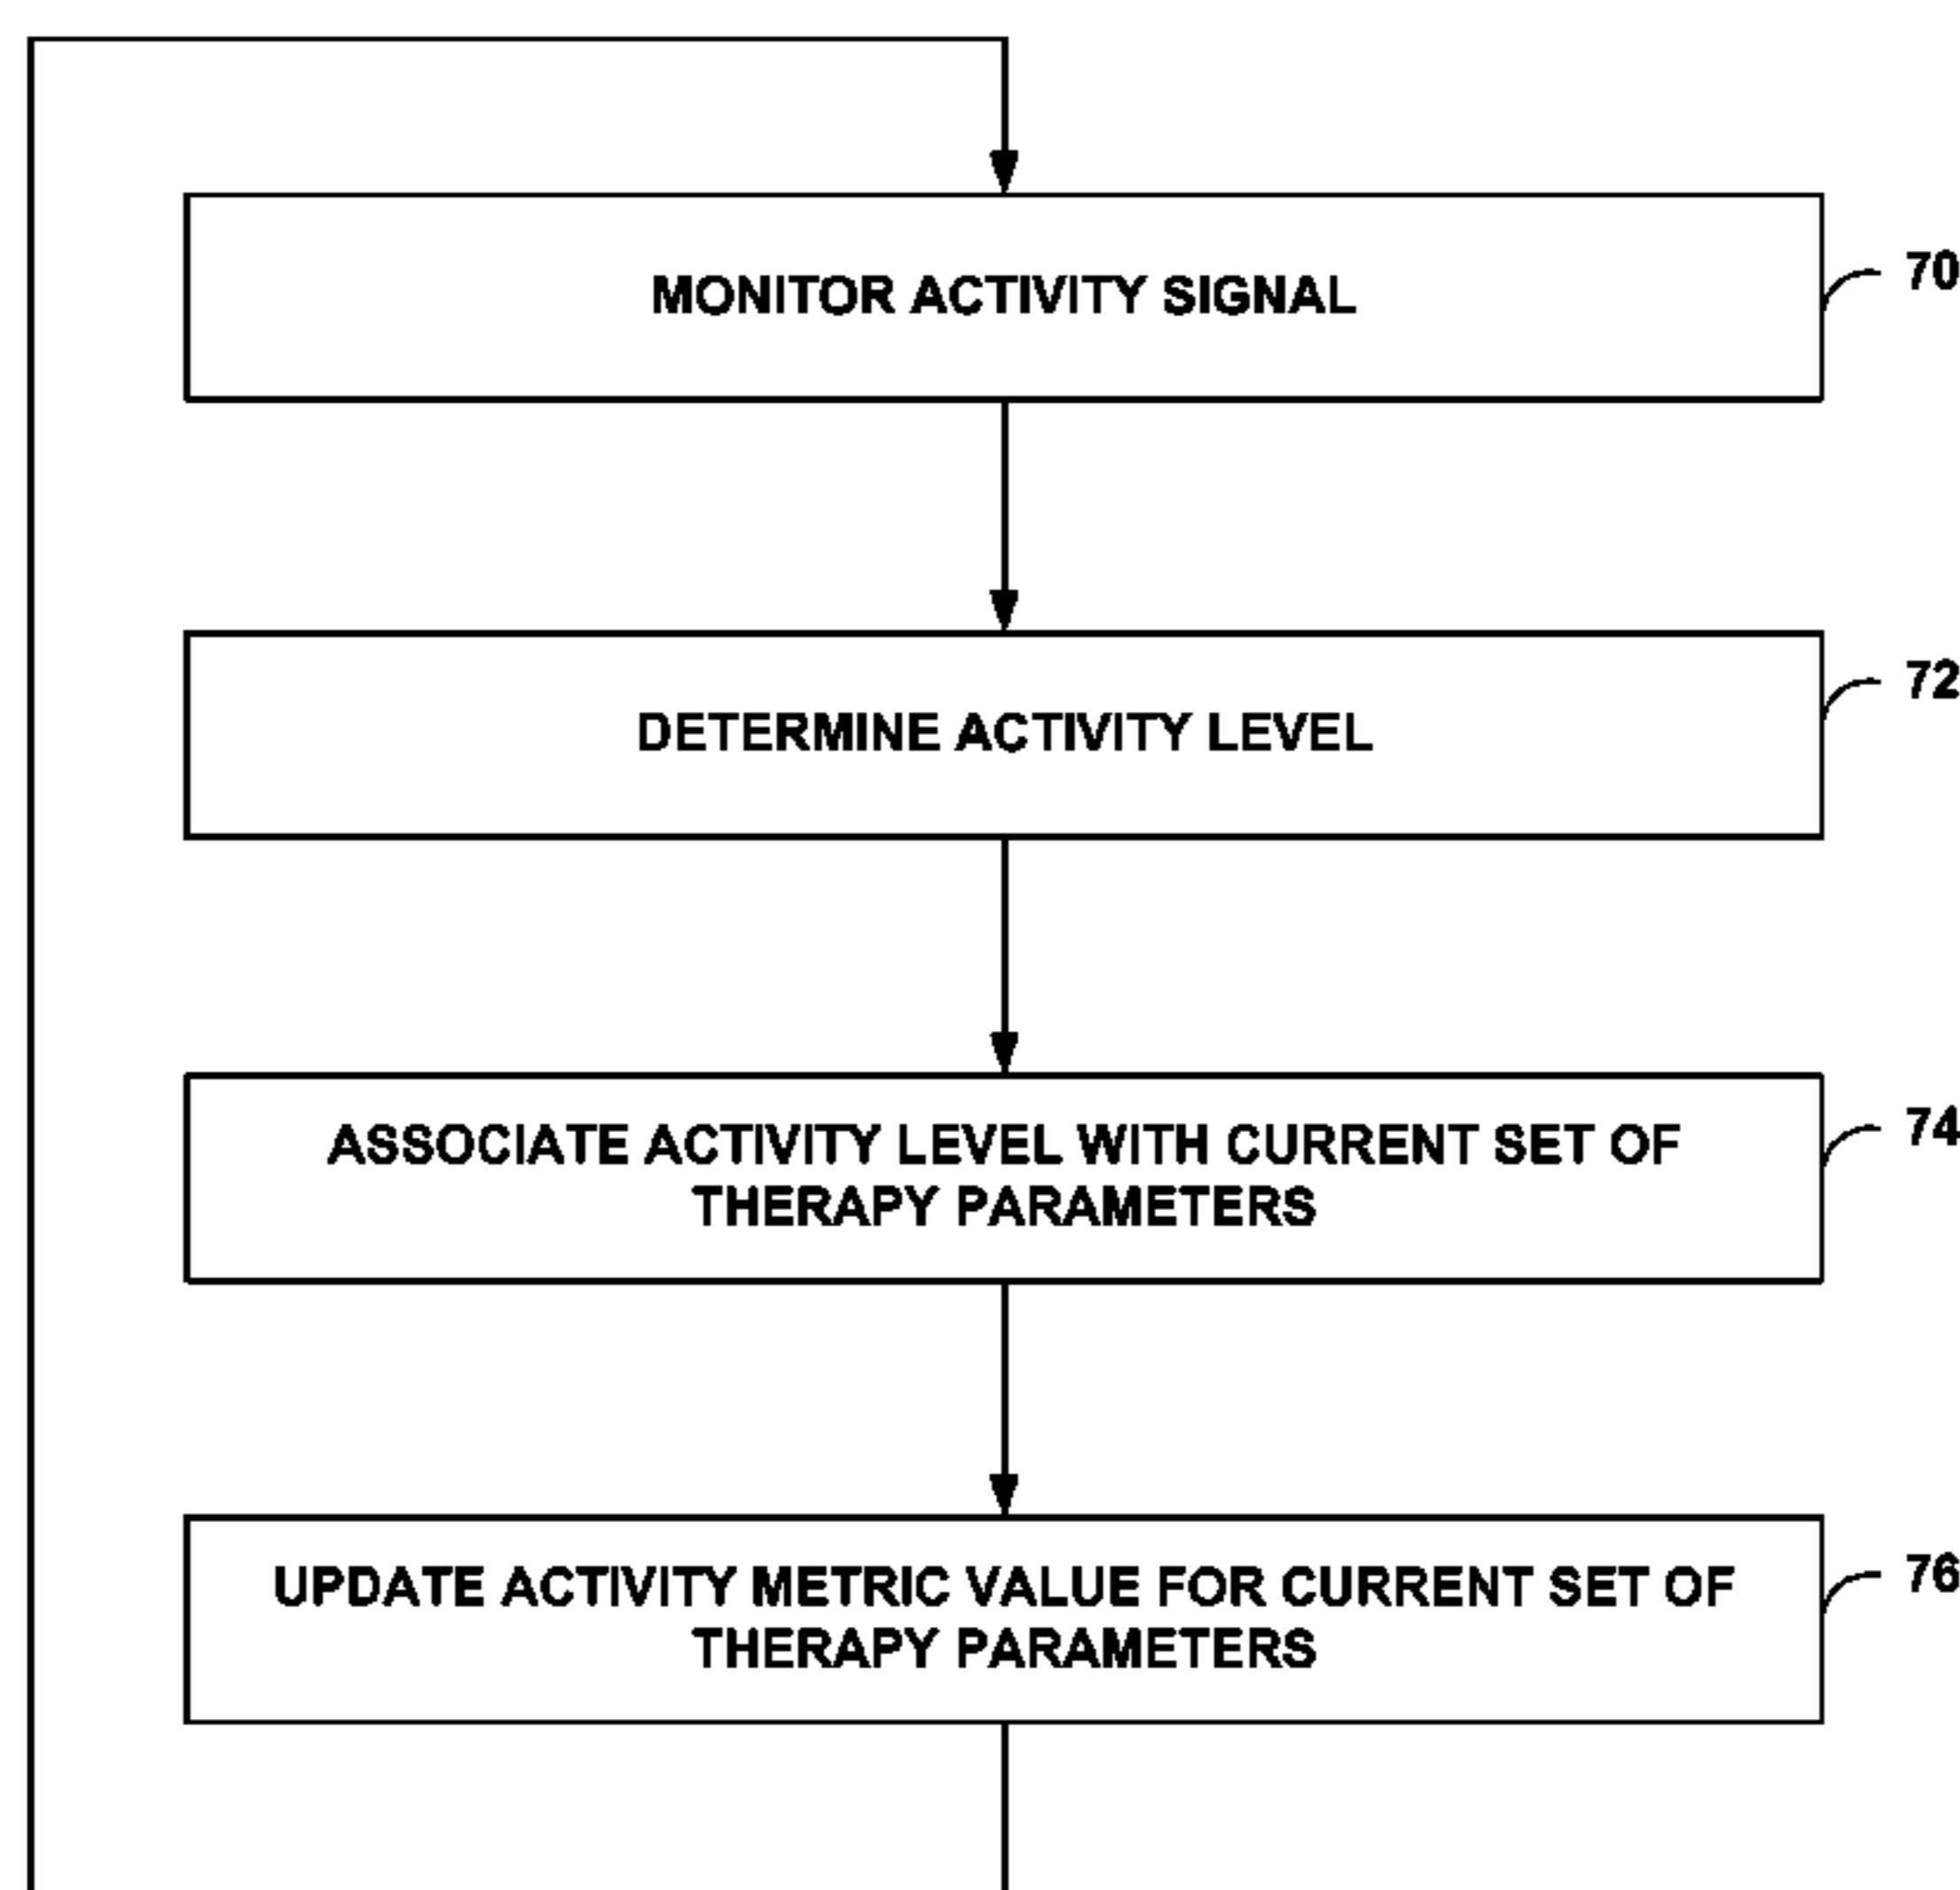 MONITOR ACTIVITY SIGNAL
70
DETERMINE ACTIVITY LEVEL
72
ASSOCIATE ACTIVITY LEVEL WITH CURRENT SET OF
THERAPY PARAMETERS
74
UPDATE ACTIVITY METRIC VALUE FOR CURRENT SET OF
THERAPY PARAMETERS
76